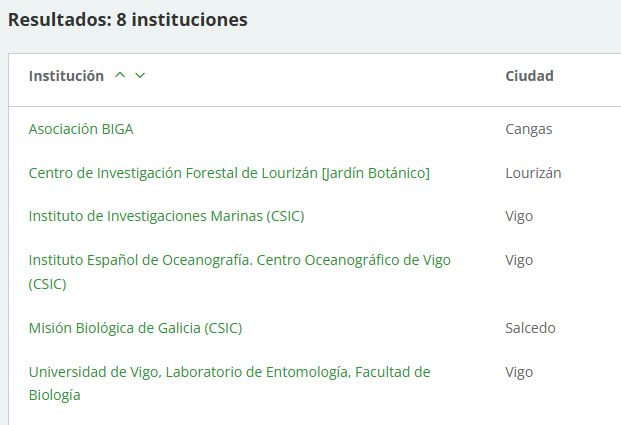 Resultados: 8 instituciones
Institución Ciudad
Asociación BIGA Cangas
Centro de Investigación Forestal de Lourizán [Jardín Botánico] Lourizán
Instituto de Investigaciones Marinas (CSIC) Vigo
Instituto Español de Oceanografía. Centro Oceanográfico de Vigo Vigo
(CSIC)
Misión Biológica de Galicia (CSIC) Salcedo
Universidad de Vigo, Laboratorio de Entomología, Facultad de Vigo
Biología